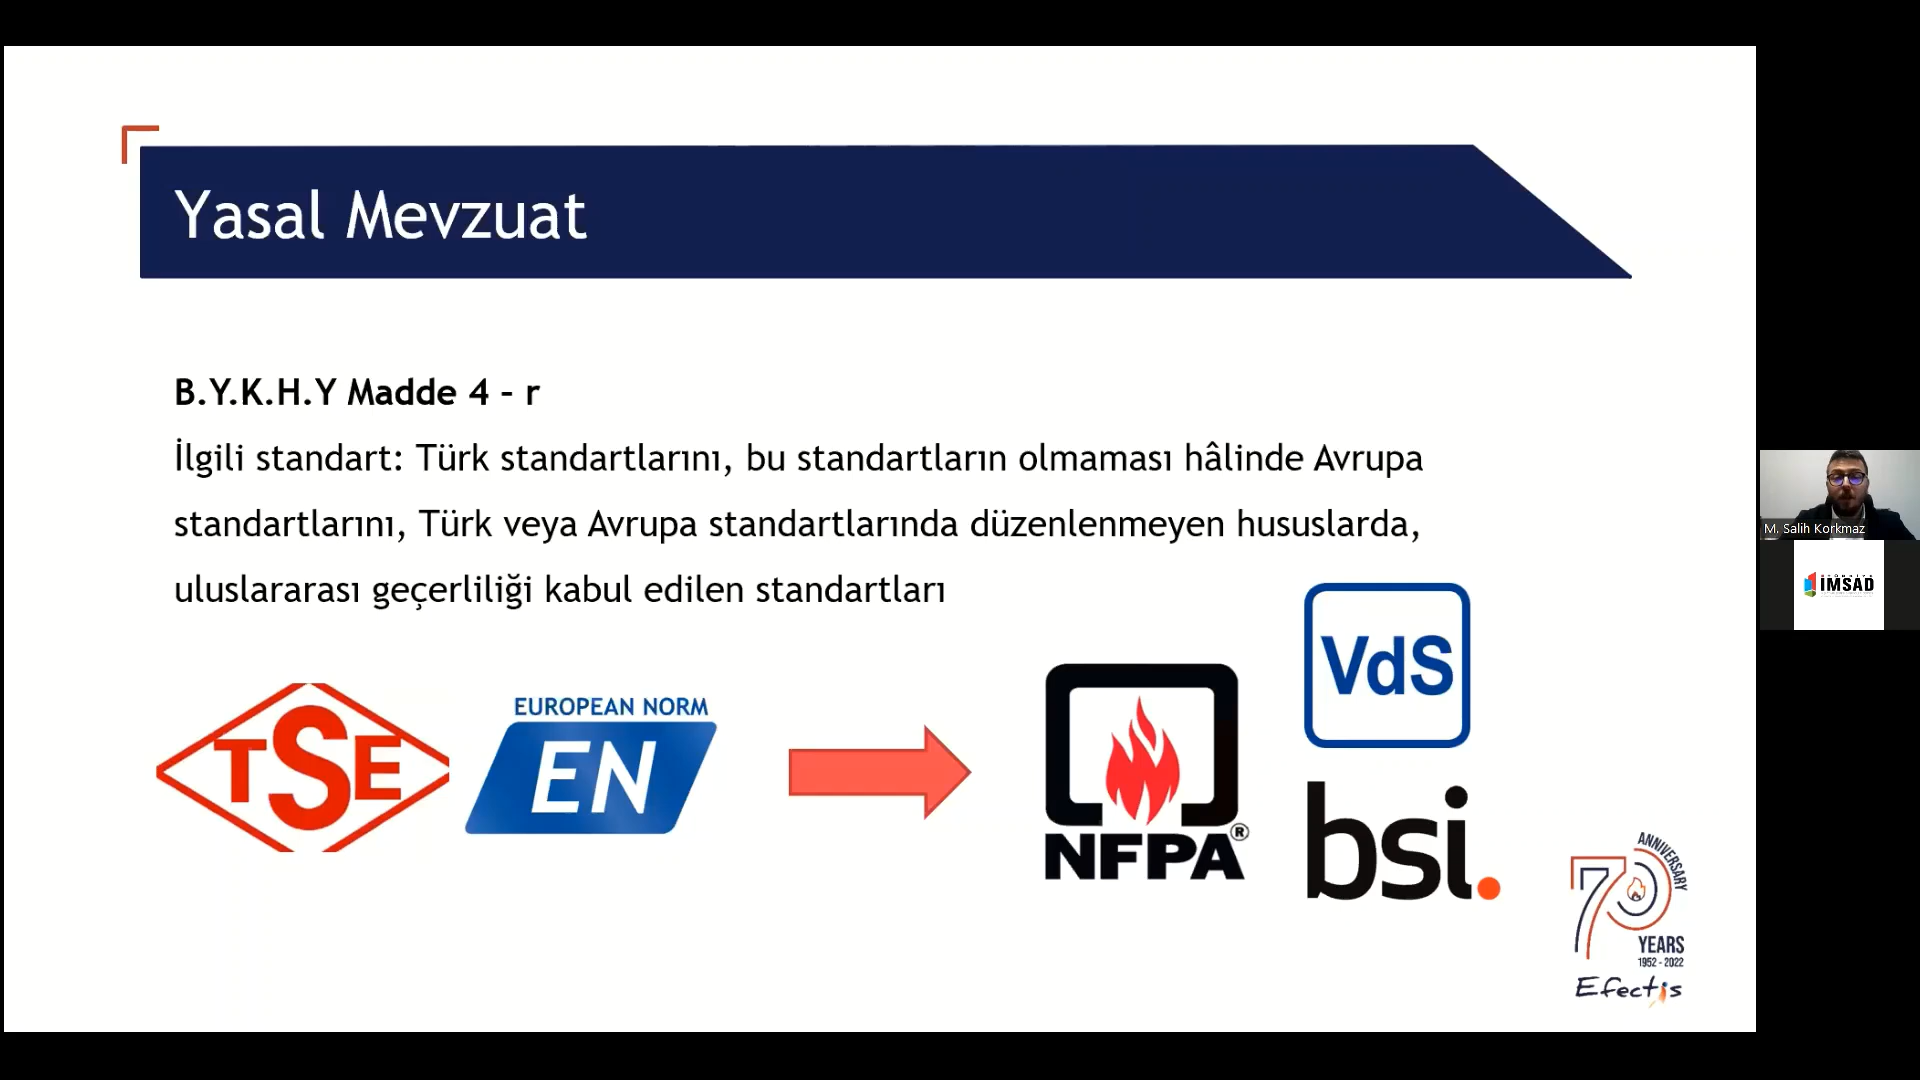 Yasal Mevzuat
B.Y.K.H.Y Madde 4 – r
İlgili standart: Türk standartlarını, bu standartların olmaması hâlinde Avrupa
standartlarını, Türk veya Avrupa standartlarında düzenlenmeyen hususlarda,
uluslararası geçerliliği kabul edilen standartları
TSE
EUROPEAN NORM
EN
NFPA®
VdS
bsi.
70
ANNIVERSARY
YEARS
1952 - 2022
Efectis
M. Salih Korkmaz
İMSAD